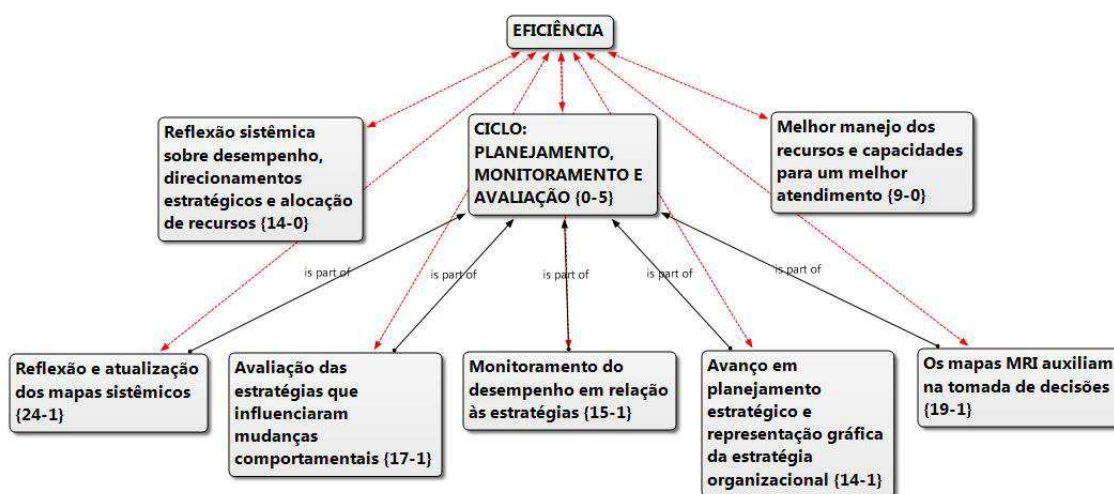 EFICIÊNCIA
Reflexão sistêmica
sobre desempenho,
direcionamentos
estratégicos e alocação
de recursos {14-0}
CICLO:
PLANEJAMENTO,
MONITORAMENTO E
AVALIAÇÃO {0-5}
Melhor manejo dos
recursos e capacidades
para um melhor
atendimento {9-0}
is part of
is part of
is part of
is part of
is part of
Reflexão e atualização
dos mapas sistêmicos
{24-1}
Avaliação das
estratégias que
influenciaram
mudanças
comportamentais {17-1}
Monitoramento do
desempenho em relação
às estratégias {15-1}
Avanço em
planejamento
estratégico e
representação gráfica
da estratégia
organizacional {14-1}
Os mapas MRI auxiliam
na tomada de decisões
{19-1}